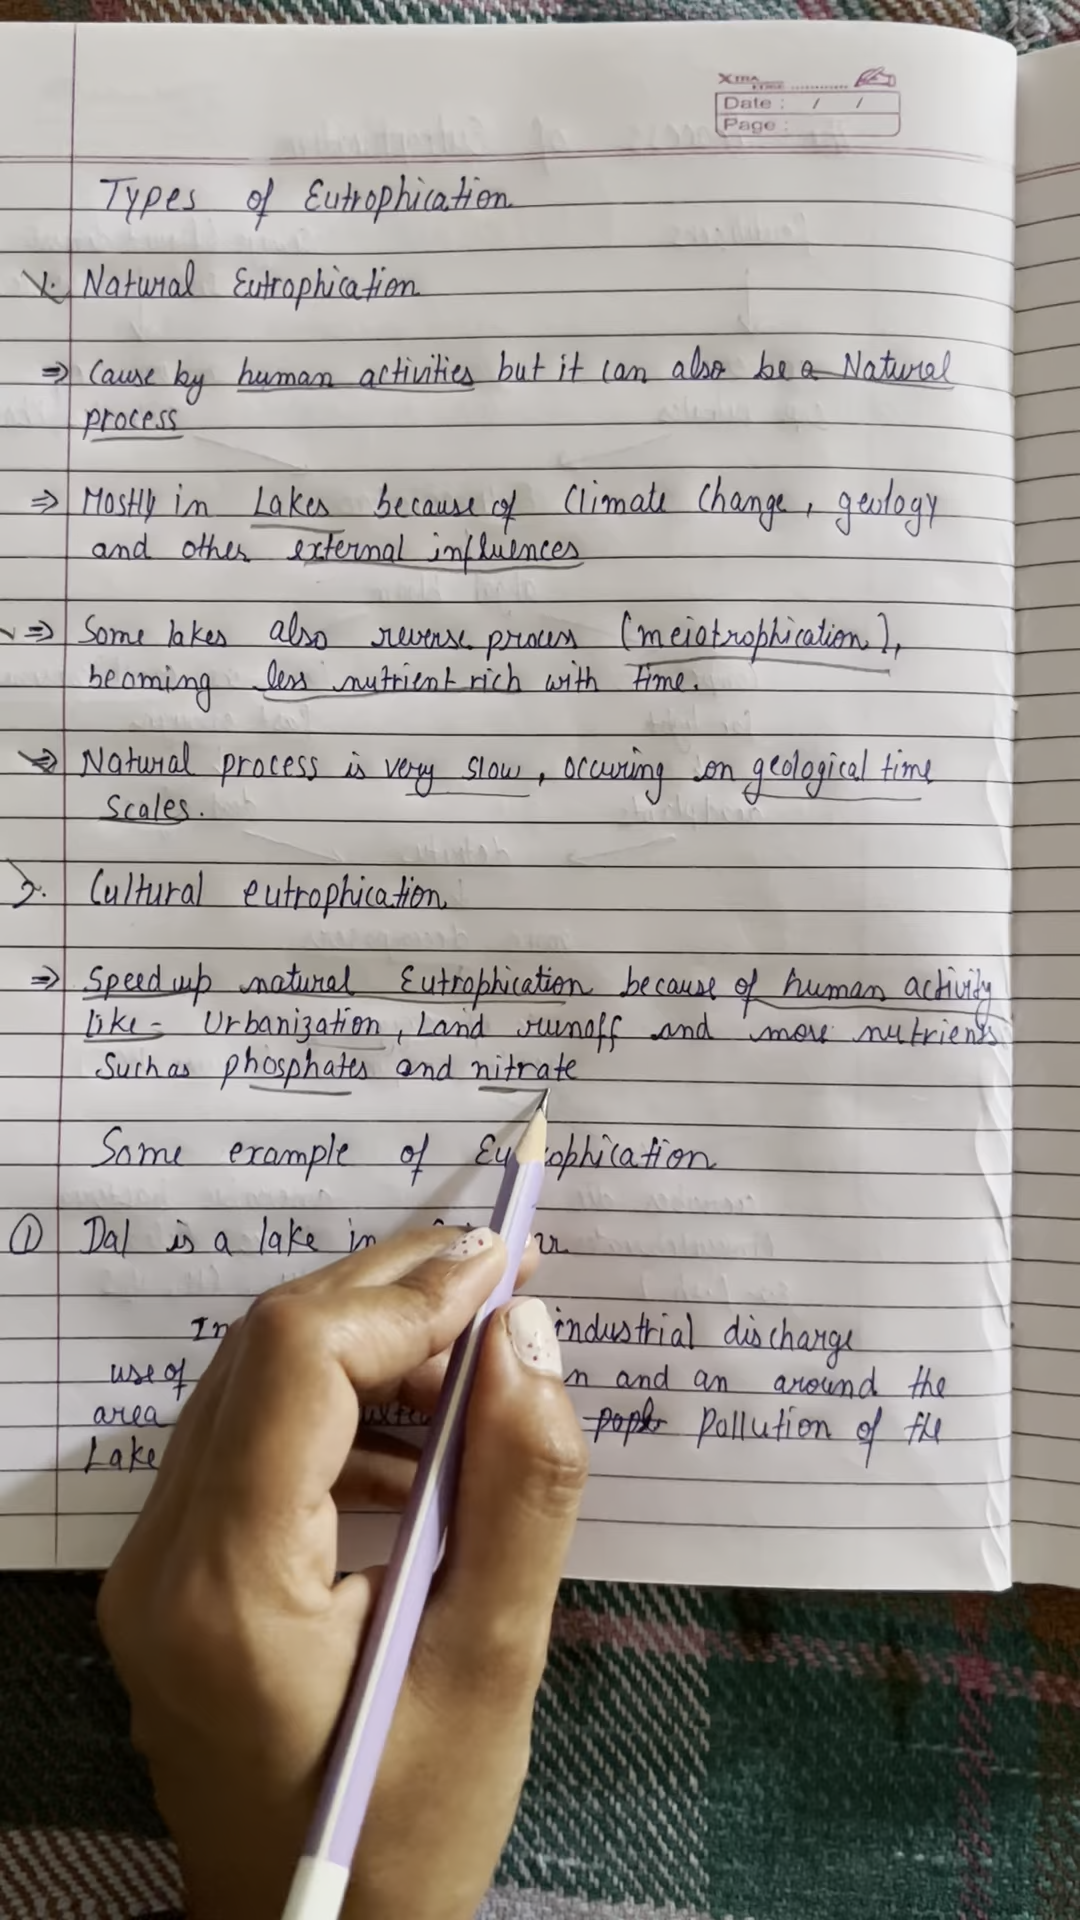 XTRA
Date : / /
Page :
Types of Eutrophication
1. Natural Eutrophication
⇒ Cause by human activities but it can also be a Natural
process
⇒ Mostly in Lakes because of Climate Change, geology
and other external influences
⇒ Some lakes also reverse process (meiotrophication),
beoming less nutrient rich with time.
⇒ Natural process is very slow, occuring on geological time
Scales.
2. Cultural eutrophication
⇒ Speed up natural Eutrophication because of human activity
like - Urbanization, Land runoff and more nutrients
Such as phosphates and nitrate
Some example of Eutrophication
① Dal is a lake in
In industrial discharge
use of and an around the
area Pollution of the
Lake